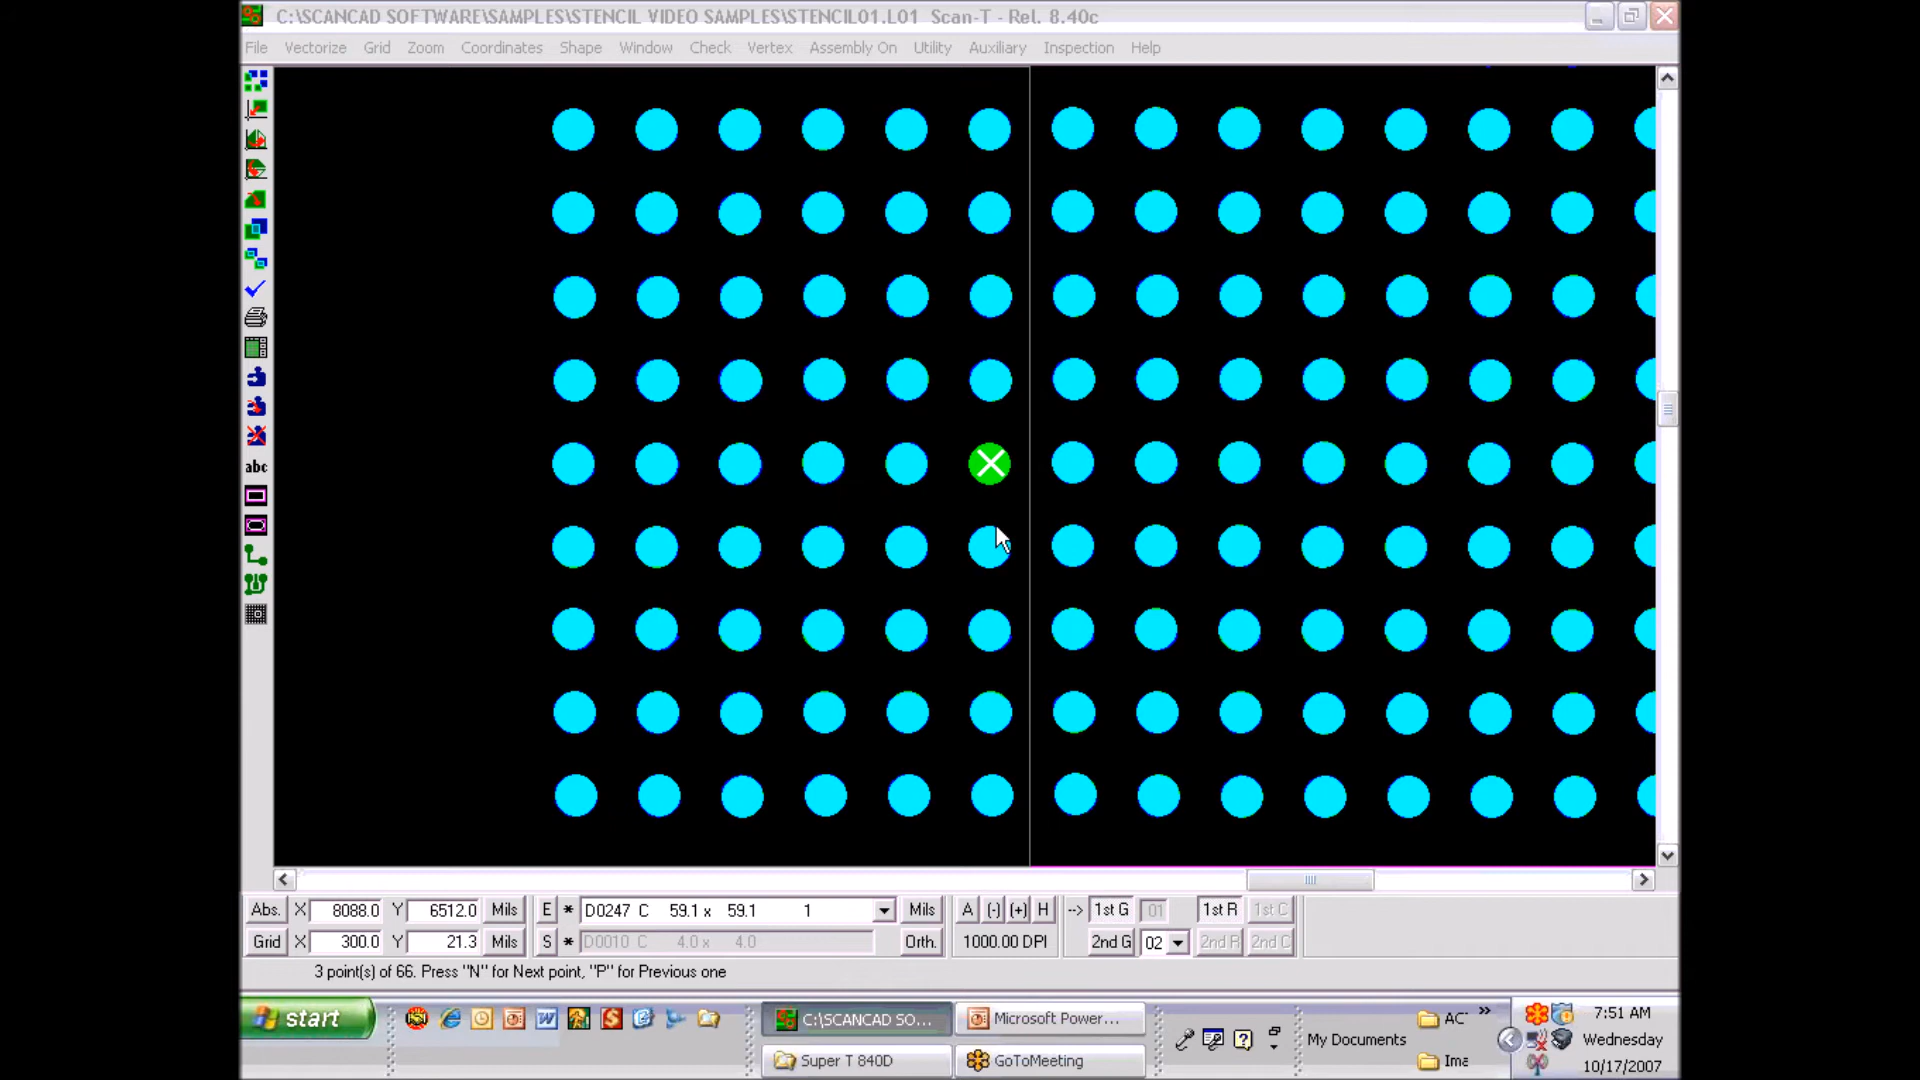 C:\SCANCAD SOFTWARE\SAMPLES\STENCIL VIDEO SAMPLES\STENCIL01.L01 Scan-T - Rel. 8.40c
File Vectorize Grid Zoom Coordinates Shape Window Check Vertex Assembly On Utility Auxiliary Inspection Help
abc
Abs. X 8088.0 Y 6512.0 Mils E * D0247 C 59.1 x 59.1 1 Mils A (-) (+) H --> 1st G 01 1st R 1st C
Grid X 300.0 Y 21.3 Mils S * D0010 C 4.0 x 4.0 Orth. 1000.00 DPI 2nd G 02 2nd R 2nd C
3 point(s) of 66. Press "N" for Next point, "P" for Previous one
start C:\SCANCAD SO... Microsoft Power... AC » 7:51 AM
My Documents Wednesday
Super T 840D GoToMeeting Ima 10/17/2007